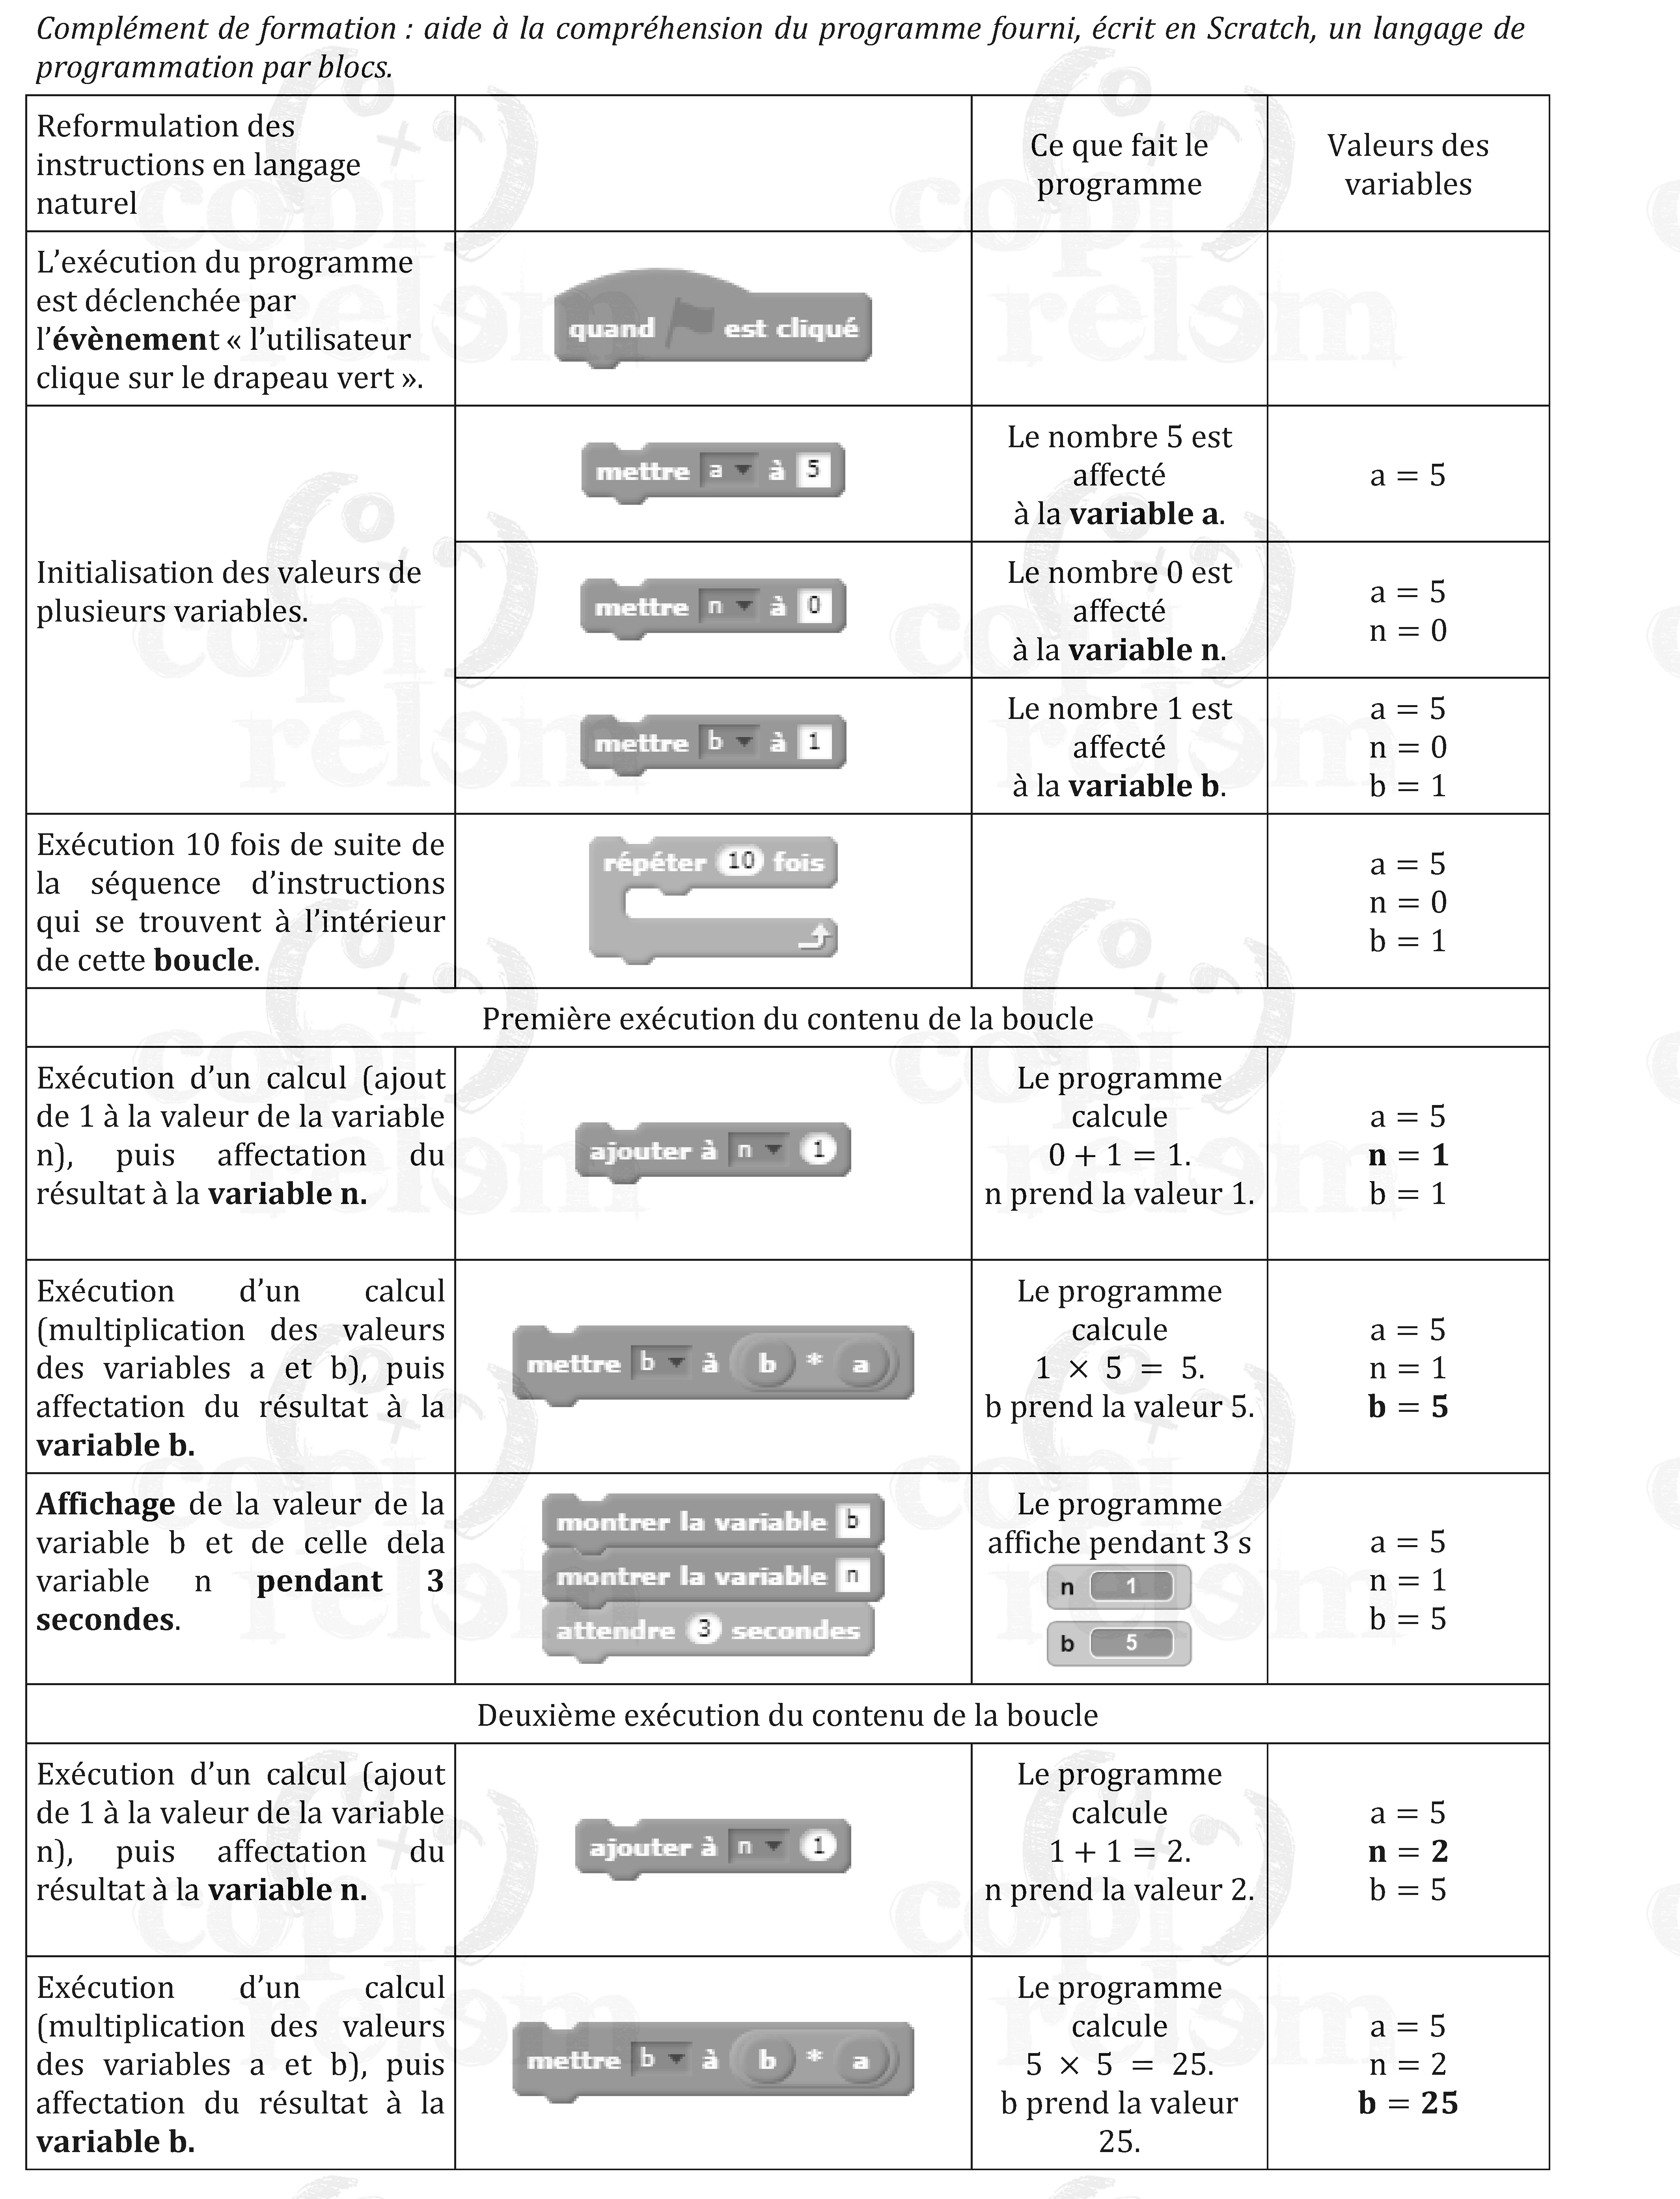 Complément de formation : aide à la compréhension du programme fourni, écrit en Scratch, un langage de
programmation par blocs.
Reformulation des
instructions en langage
naturel
Ce que fait le
programme
Valeurs des
variables
L'exécution du programme
est déclenchée par
l'évènement « l'utilisateur
clique sur le drapeau vert ».
quand est cliqué
Initialisation des valeurs de
plusieurs variables.
mettre a à 5
Le nombre 5 est
affecté
à la variable a.
a = 5
mettre n à 0
Le nombre 0 est
affecté
à la variable n.
a = 5
n = 0
mettre b à 1
Le nombre 1 est
affecté
à la variable b.
a = 5
n = 0
b = 1
Exécution 10 fois de suite de
la séquence d'instructions
qui se trouvent à l'intérieur
de cette boucle.
répéter 10 fois
a = 5
n = 0
b = 1
Première exécution du contenu de la boucle
Exécution d'un calcul (ajout
de 1 à la valeur de la variable
n), puis affectation du
résultat à la variable n.
ajouter à n 1
Le programme
calcule
0 + 1 = 1.
n prend la valeur 1.
a = 5
n = 1
b = 1
Exécution d'un calcul
(multiplication des valeurs
des variables a et b), puis
affectation du résultat à la
variable b.
mettre b à b * a
Le programme
calcule
1 × 5 = 5.
b prend la valeur 5.
a = 5
n = 1
b = 5
Affichage de la valeur de la
variable b et de celle dela
variable n pendant 3
secondes.
montrer la variable b
montrer la variable n
attendre 3 secondes
Le programme
affiche pendant 3 s
n 1
b 5
a = 5
n = 1
b = 5
Deuxième exécution du contenu de la boucle
Exécution d'un calcul (ajout
de 1 à la valeur de la variable
n), puis affectation du
résultat à la variable n.
ajouter à n 1
Le programme
calcule
1 + 1 = 2.
n prend la valeur 2.
a = 5
n = 2
b = 5
Exécution d'un calcul
(multiplication des valeurs
des variables a et b), puis
affectation du résultat à la
variable b.
mettre b à b * a
Le programme
calcule
5 × 5 = 25.
b prend la valeur
25.
a = 5
n = 2
b = 25